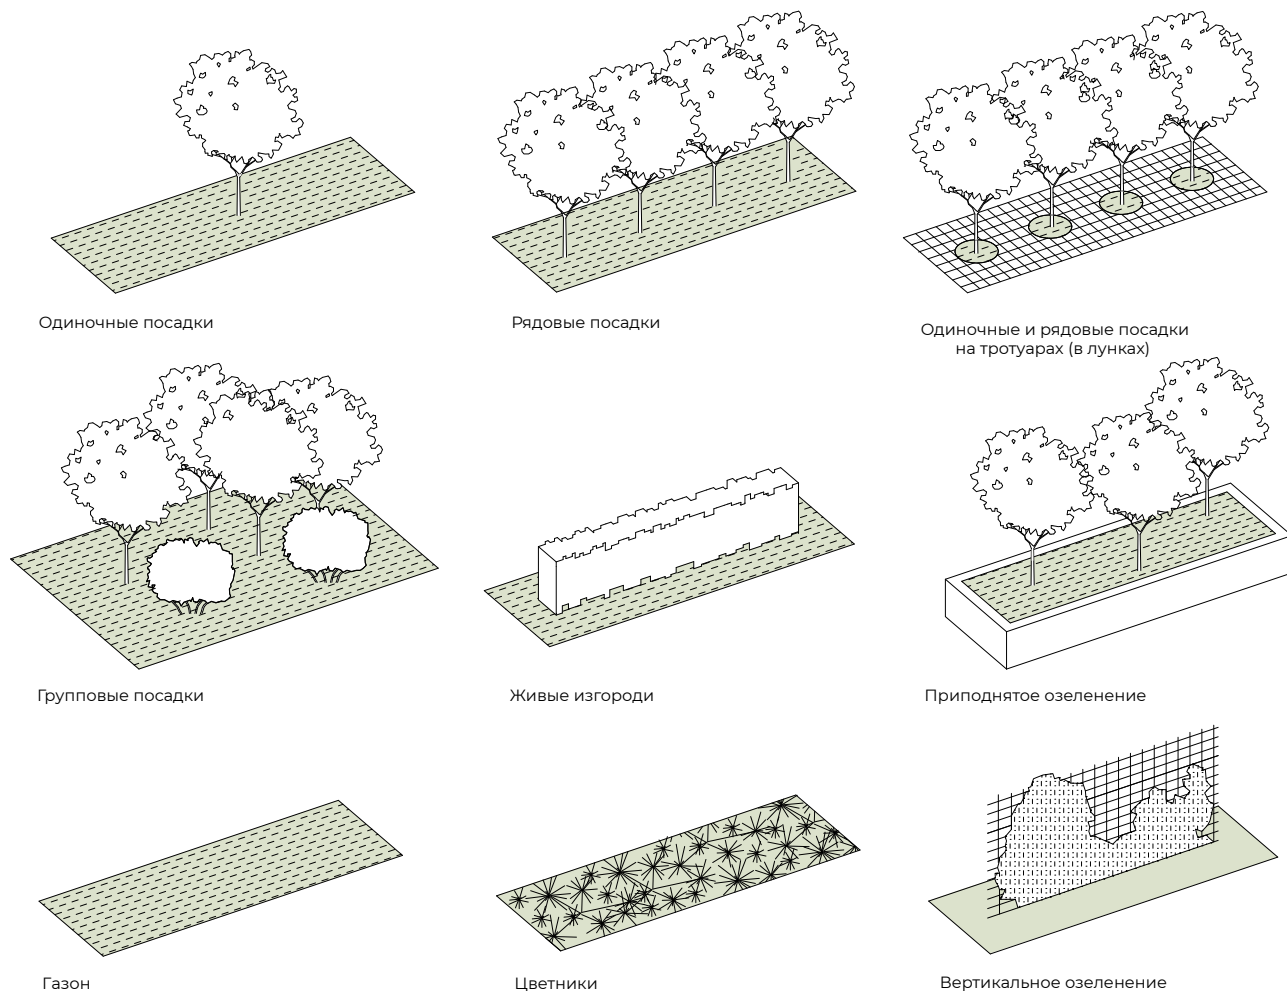 Одиночные посадки
Рядовые посадки
Одиночные и рядовые посадки
на тротуарах (в лунках)
Групповые посадки
Живые изгороди
Приподнятое озеленение
Газон
Цветники
Вертикальное озеленение